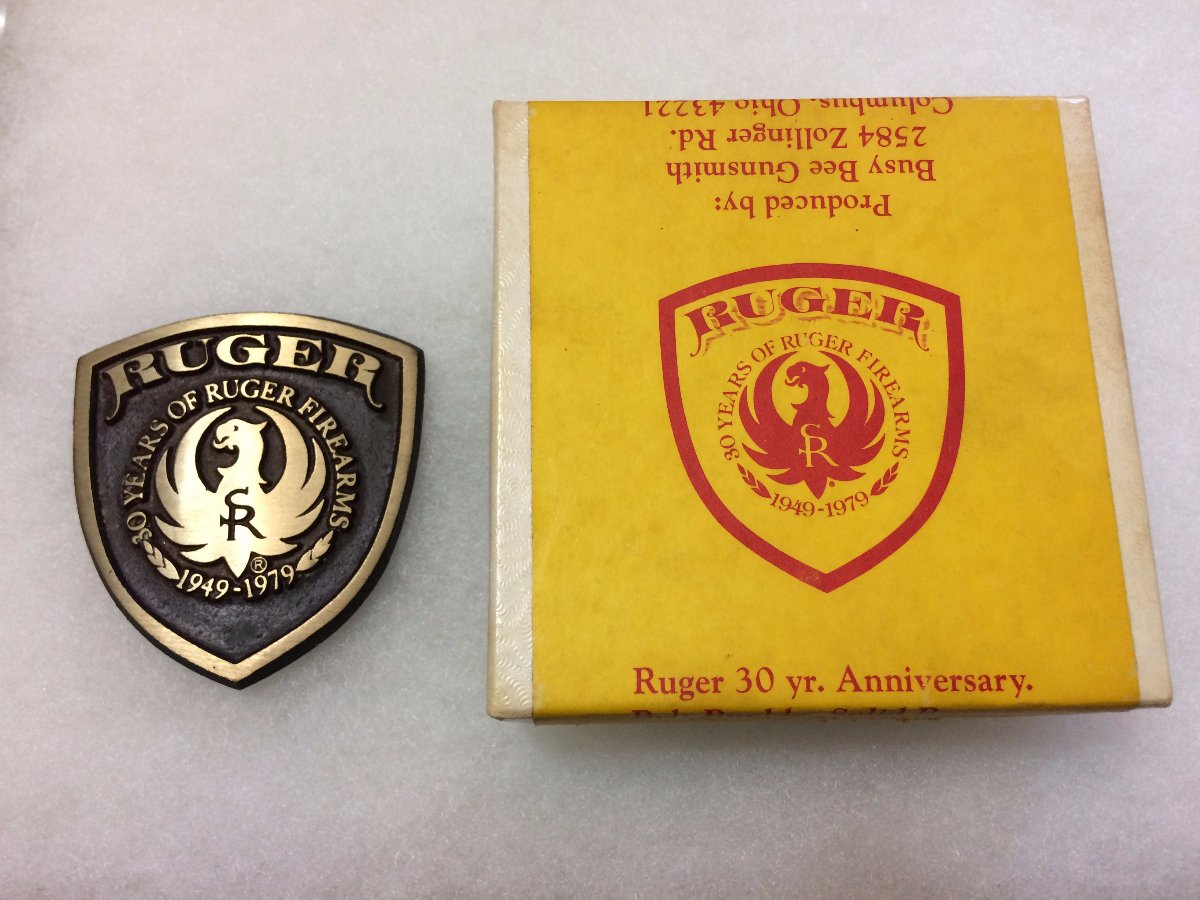 RUGER
30 YEARS OF RUGER FIREARMS
SR
®
1949-1979
Produced by:
Busy Bee Gunsmith
2584 Zollinger Rd.
Columbus, Ohio 43221
RUGER
30 YEARS OF RUGER FIREARMS
SR
®
1949-1979
Ruger 30 yr. Anniversary.